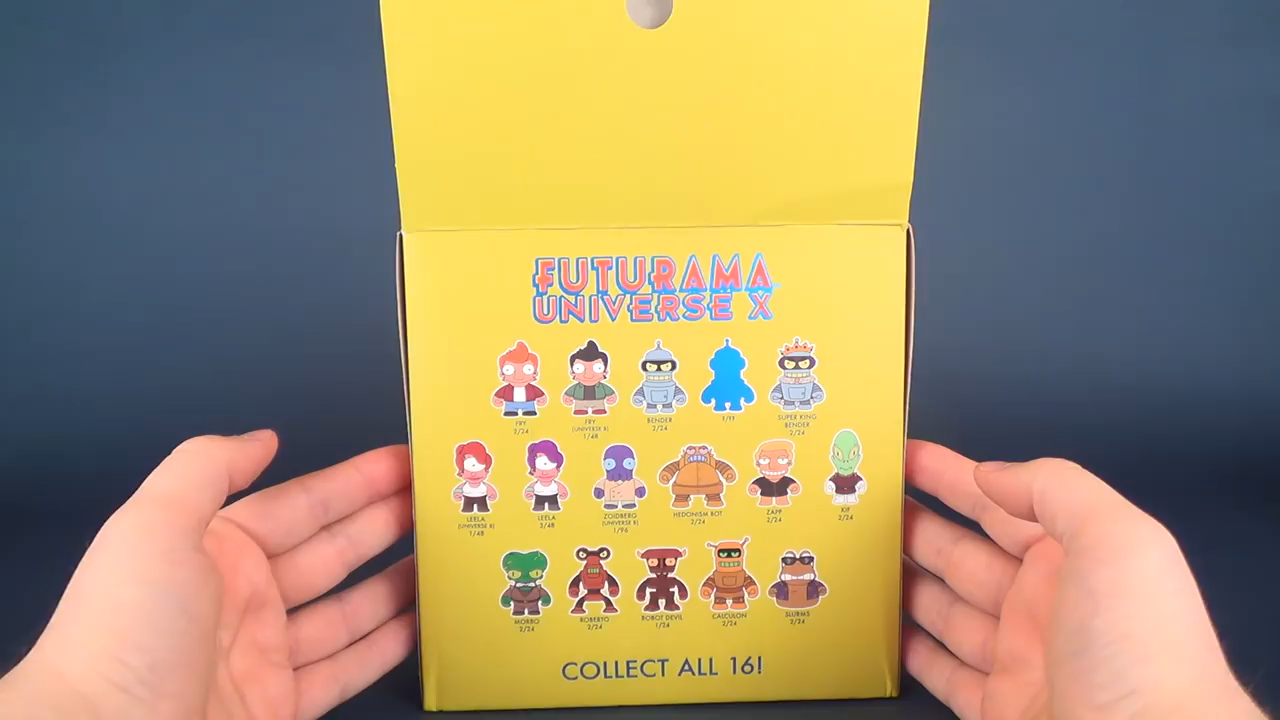 FUTURAMA
UNIVERSE X
FRY
2/24
FRY
(UNIVERSE B)
1/48
BENDER
2/24
?/??
SUPER KING
BENDER
2/24
LEELA
(UNIVERSE B)
1/48
LEELA
3/48
ZOIDBERG
(UNIVERSE B)
1/96
HEDONISM BOT
2/24
ZAPP
2/24
KIF
2/24
MORBO
2/24
ROBERTO
2/24
ROBOT DEVIL
1/24
CALCULON
2/24
SLURMS
2/24
COLLECT ALL 16!